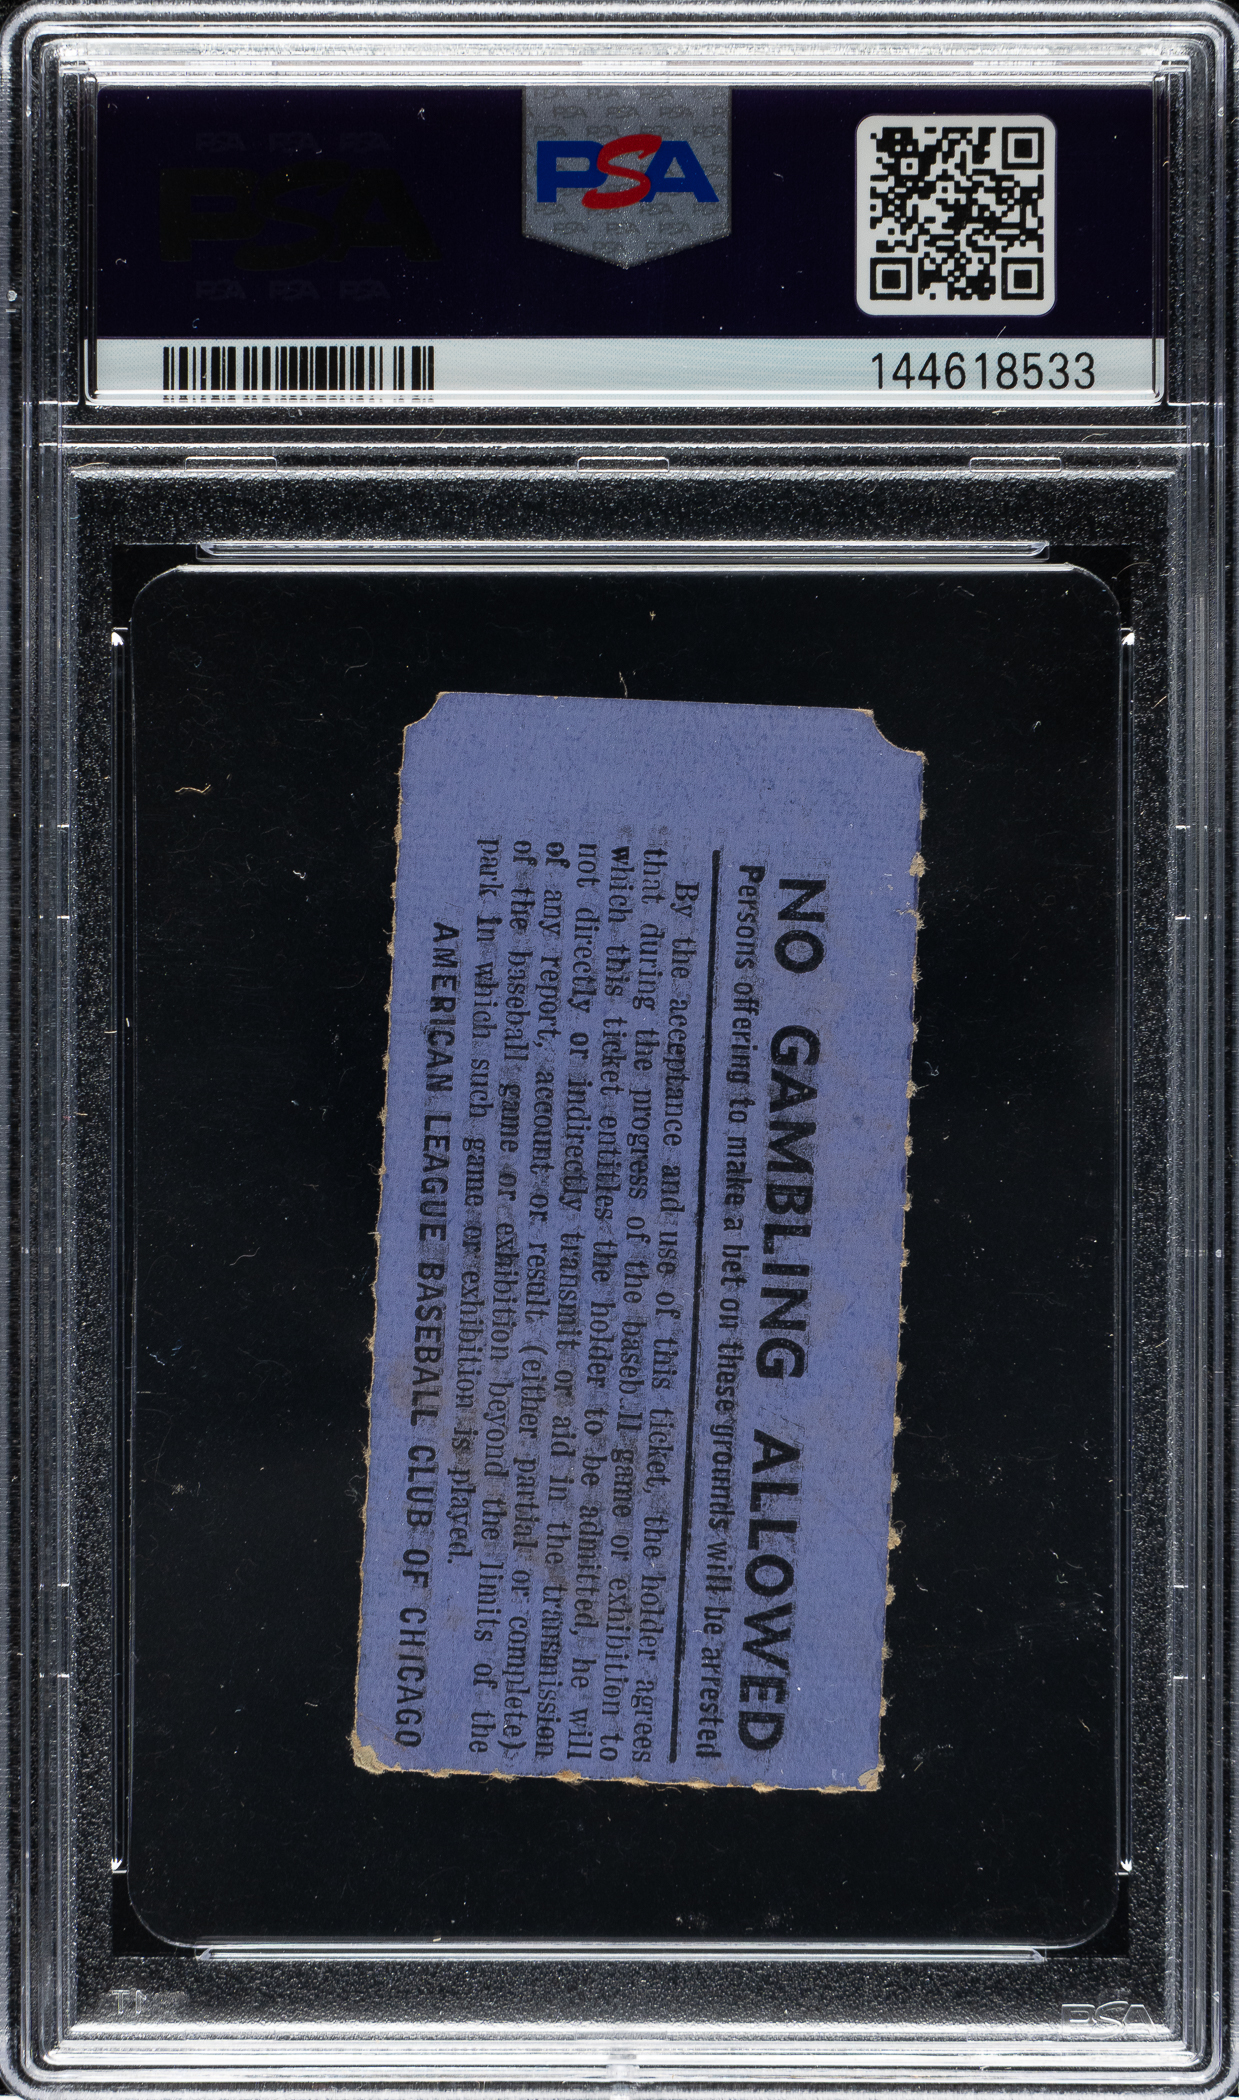 PSA
144618533
NO GAMBLING ALLOWED
Persons offering to make a bet on these grounds will be arrested
By the acceptance and use of this ticket, the holder agrees
that during the progress of the baseb ll game or exhibition to
which this ticket entitles the holder to be admitted, he will
not directly or indirectly transmit or aid in the transmission
of any report, account or result (either partial or complete)
of the baseball game or exhibition beyond the limits of the
park in which such game or exhibition is played.
AMERICAN LEAGUE BASEBALL CLUB OF CHICAGO
PSA